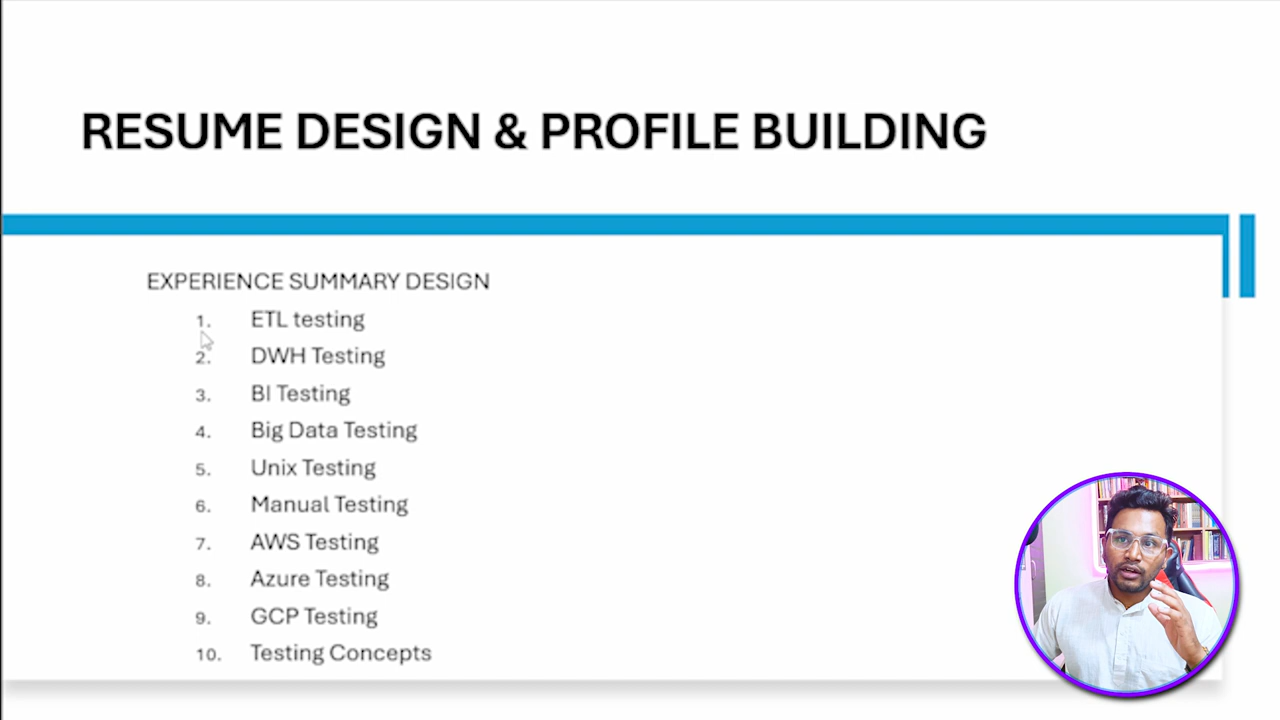 RESUME DESIGN & PROFILE BUILDING
EXPERIENCE SUMMARY DESIGN
1. ETL testing
2. DWH Testing
3. BI Testing
4. Big Data Testing
5. Unix Testing
6. Manual Testing
7. AWS Testing
8. Azure Testing
9. GCP Testing
10. Testing Concepts